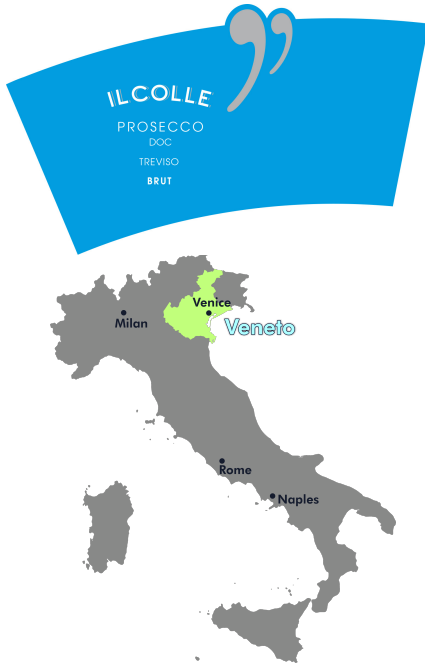 ILCOLLE
PROSECCO
DOC
TREVISO
BRUT
Venice
Milan
Veneto
Rome
Naples